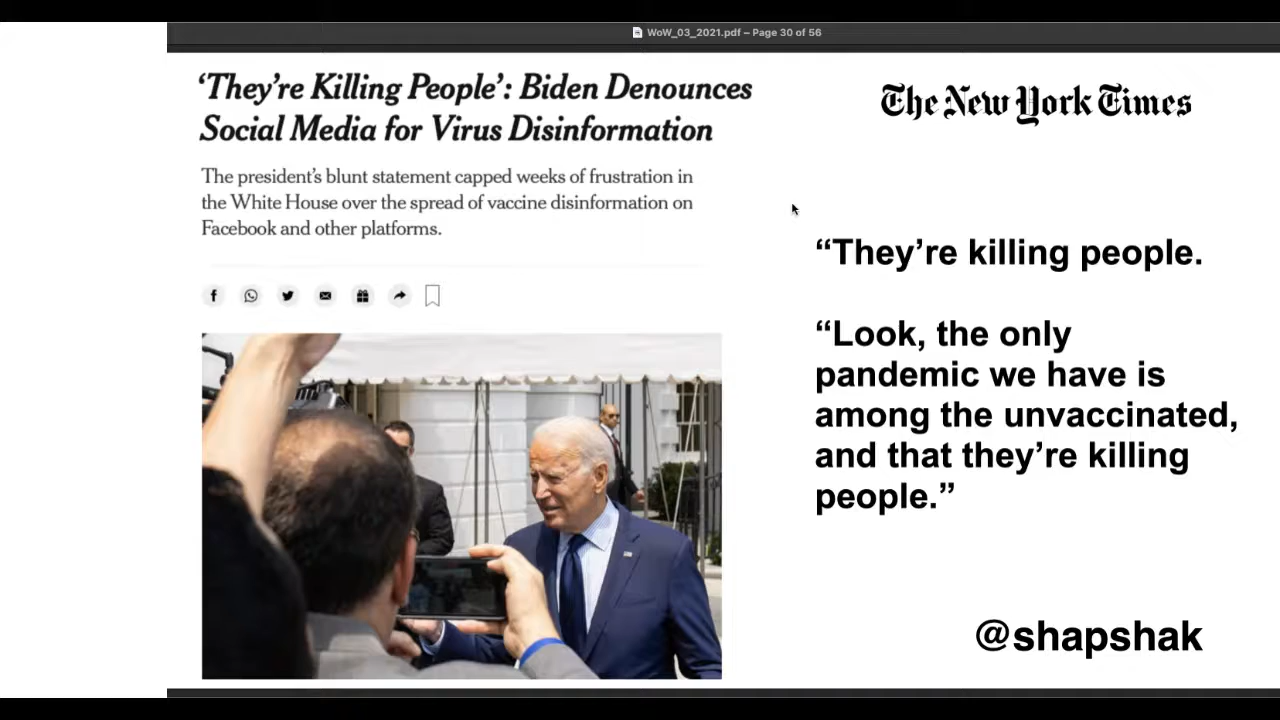 WoW_03_2021.pdf – Page 30 of 56
‘They’re Killing People’: Biden Denounces
Social Media for Virus Disinformation
The president’s blunt statement capped weeks of frustration in
the White House over the spread of vaccine disinformation on
Facebook and other platforms.
The New York Times
“They’re killing people.
“Look, the only
pandemic we have is
among the unvaccinated,
and that they’re killing
people.”
@shapshak